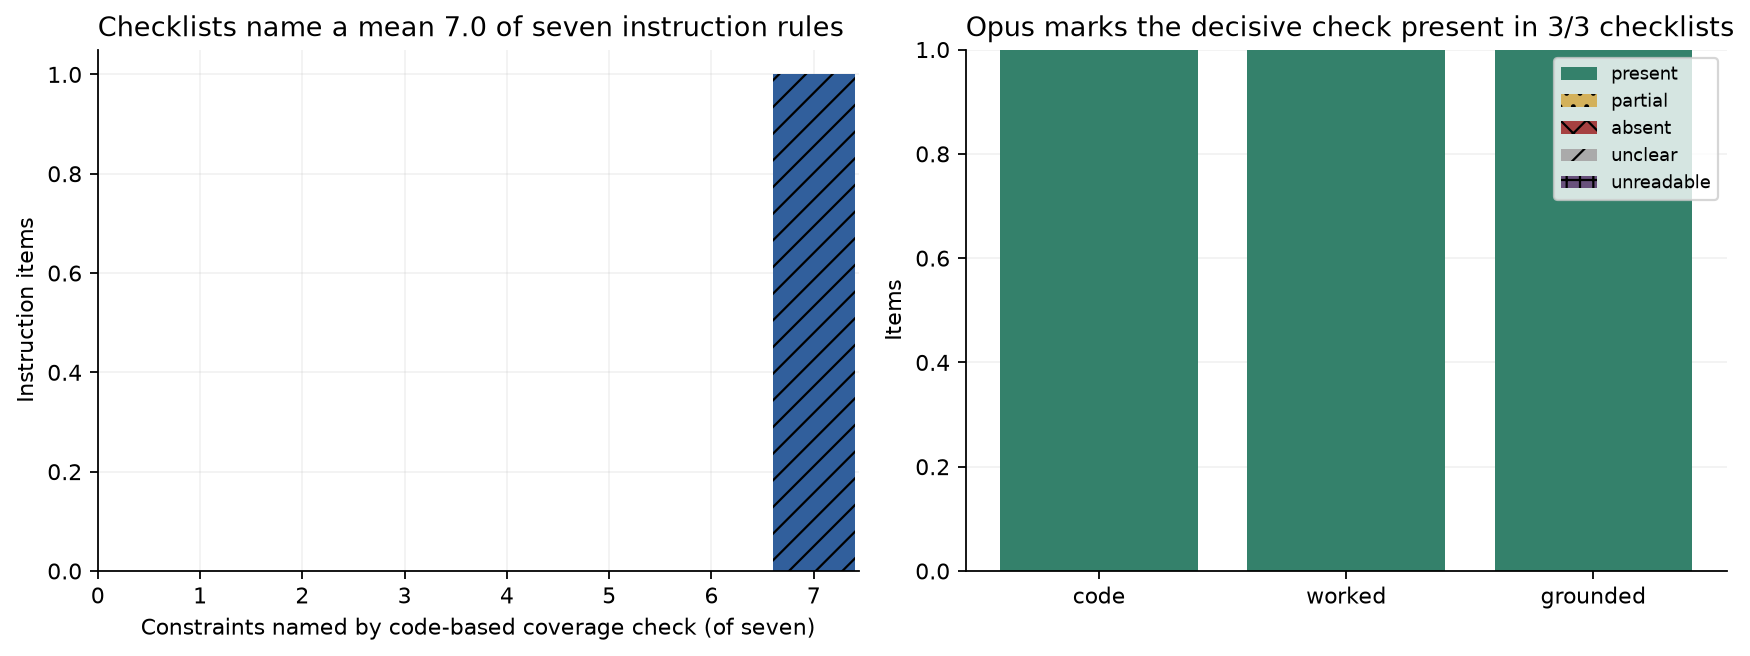 Checklists name a mean 7.0 of seven instruction rules
1.0
0.8
0.6
0.4
0.2
0.0
Instruction items
0 1 2 3 4 5 6 7
Constraints named by code-based coverage check (of seven)
Opus marks the decisive check present in 3/3 checklists
1.0
0.8
0.6
0.4
0.2
0.0
Items
present
partial
absent
unclear
unreadable
code worked grounded